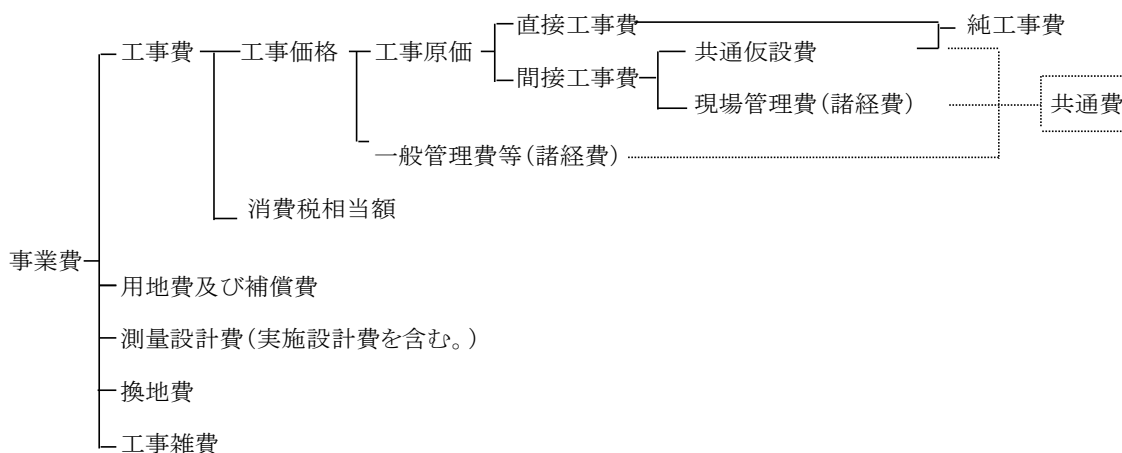 直接工事費
純工事費
工事費
工事価格
工事原価
共通仮設費
間接工事費
現場管理費(諸経費)
共通費
一般管理費等(諸経費)
消費税相当額
事業費
用地費及び補償費
測量設計費(実施設計費を含む。)
換地費
工事雑費